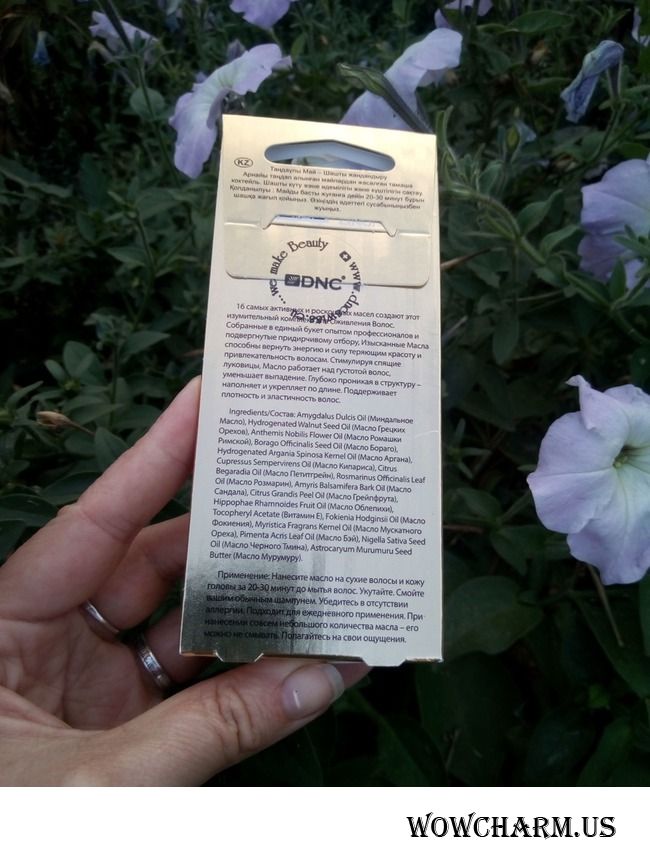 KZ
Таңдаулы Май – Шашты жандандыру
Арнайы таңдап алынған майлардан жасалған тамаша
коктейль. Шашты күту және әдемілігін және күштілігін сақтау.
Қолданылуы : Майды басты жуғанға дейін 20-30 минут бұрын
шашқа жағып қойыңыз. Өзіңіздің әдеттегі сусабыныңызбен
жуыңыз.
...we make Beauty
DNC®
16 самых активных и роскошных масел создают этот
изумительный Оживления Волос.
Собранные в единый букет опытом профессионалов и
подвергнутые придирчивому отбору, Изысканные Масла
способны вернуть энергию и силу теряющим красоту и
привлекательность волосам. Стимулируя спящие
луковицы, Масло работает над густотой волос,
уменьшает выпадение. Глубоко проникая в структуру –
наполняет и укрепляет по длине. Поддерживает
плотность и эластичность волос.
Ingredients/Состав: Amygdalus Dulcis Oil (Миндальное
Масло), Hydrogenated Walnut Seed Oil (Масло Грецких
Орехов), Anthemis Nobilis Flower Oil (Масло Ромашки
Римской), Borago Officinalis Seed Oil (Масло Бораго),
Hydrogenated Argania Spinosa Kernel Oil (Масло Аргана),
Cupressus Sempervirens Oil (Масло Кипариса), Citrus
Begaradia Oil (Масло Петитгрейн), Rosmarinus Officinalis Leaf
Oil (Масло Розмарин), Amyris Balsamifera Bark Oil (Масло
Сандала), Citrus Grandis Peel Oil (Масло Грейпфрута),
Hippophae Rhamnoides Fruit Oil (Масло Облепихи),
Tocopheryl Acetate (Витамин Е), Fokienia Hodginsii Oil (Масло
Фокиения), Myristica Fragrans Kernel Oil (Масло Мускатного
Ореха), Pimenta Acris Leaf Oil (Масло Бэй), Nigella Sativa Seed
Oil (Масло Черного Тмина), Astrocaryum Murumuru Seed
Butter (Масло Мурумуру).
Применение: Нанесите масло на сухие волосы и кожу
головы за 20-30 минут до мытья волос. Укутайте. Смойте
вашим обычным шампунем. Убедитесь в отсутствии
аллергии. Подходит для ежедневного применения. При
нанесении совсем небольшого количества масла – его
можно не смывать. Полагайтесь на свои ощущения.
WOWCHARM.US